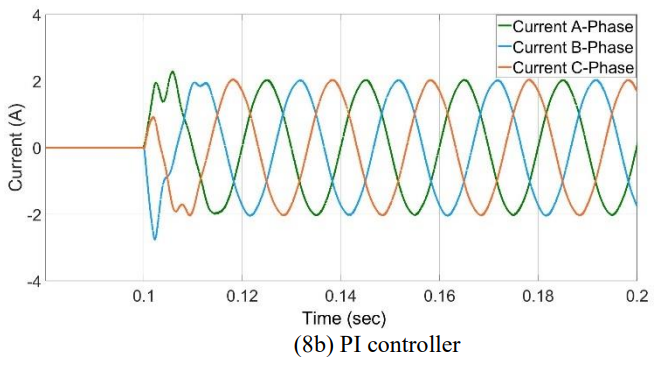 4
Current A-Phase
Current B-Phase
2
Current C-Phase
Current (A)
0
-2
-4
0.1 0.12 0.14 0.16 0.18 0.2
Time (sec)
(8b) PI controller